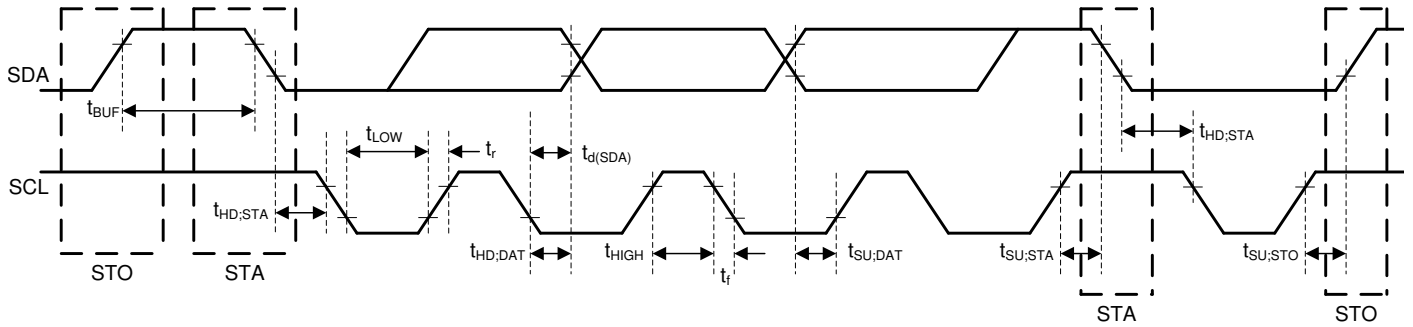 SDA
t_BUF
t_LOW
t_r
t_d(SDA)
t_HD;STA
SCL
t_HD;STA
t_HD;DAT
t_HIGH
t_f
t_SU;DAT
t_SU;STA
t_SU;STO
STO
STA
STA
STO